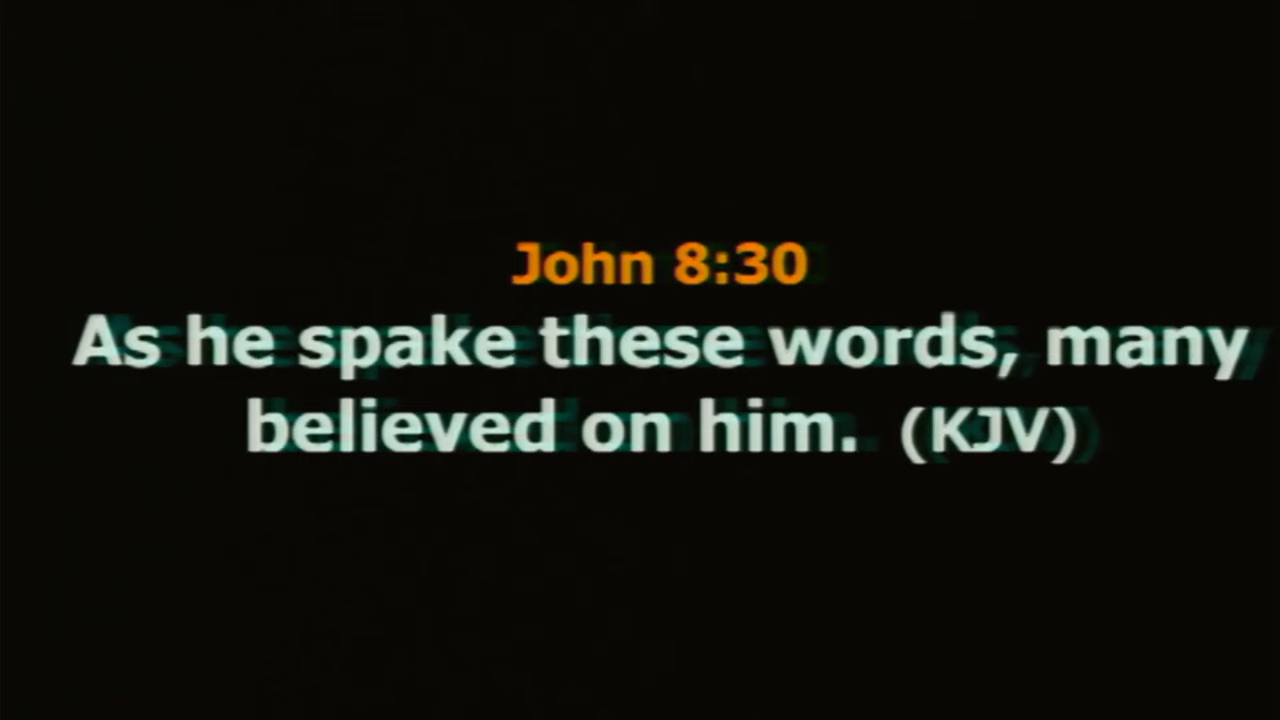 John 8:30
As he spake these words, many
believed on him. (KJV)